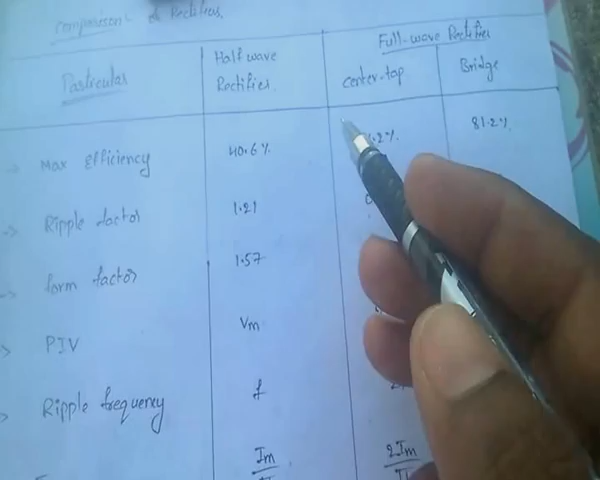 Comparison of Rectifiers.
Particulars
Half wave
Rectifier.
Full-wave Rectifier
center-tap
Bridge
Max efficiency
40.6%
81.2%
Ripple factor
1.21
form factor
1.57
PIV
Vm
Ripple frequency
f
Im
2Im